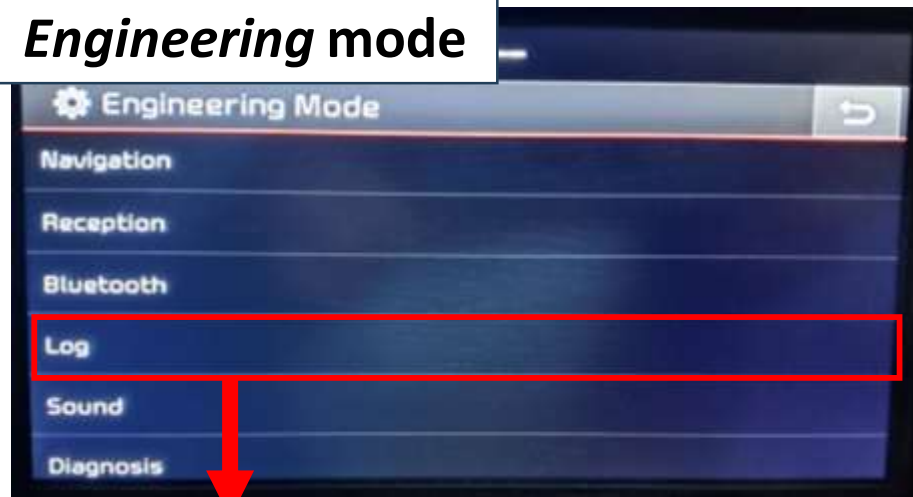 Engineering mode
Engineering Mode
Navigation
Reception
Bluetooth
Log
Sound
Diagnosis